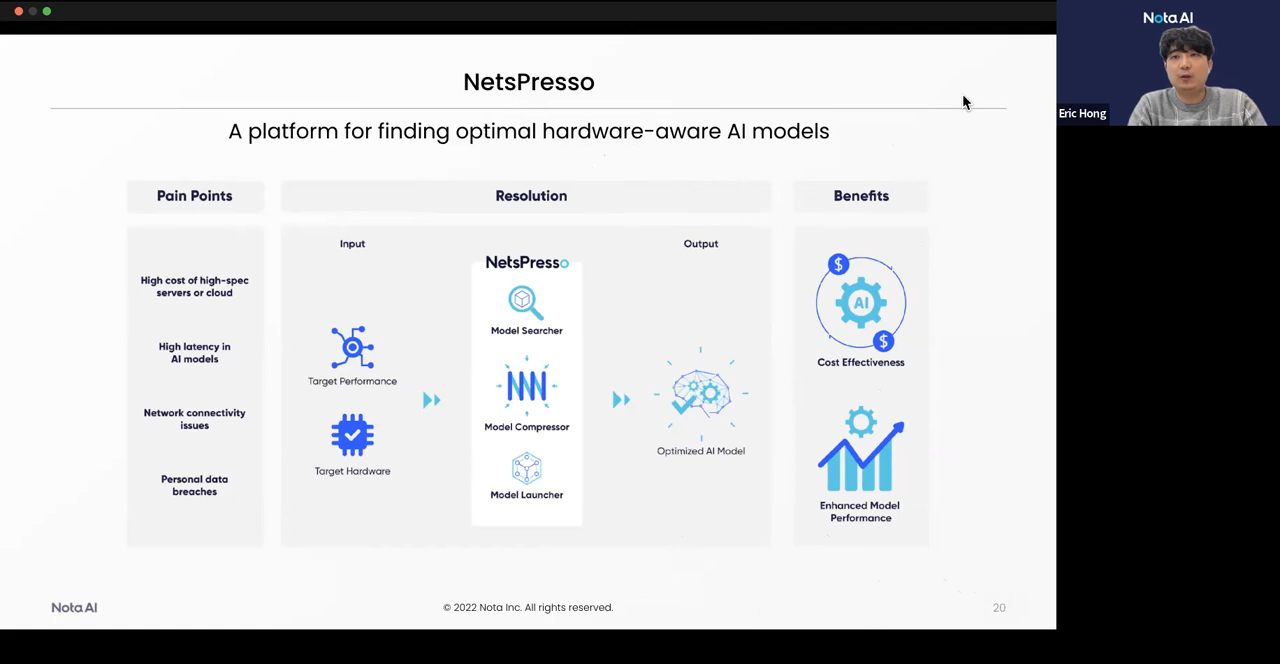 NetsPresso
A platform for finding optimal hardware-aware AI models
Pain Points
High cost of high-spec
servers or cloud
High latency in
AI models
Network connectivity
issues
Personal data
breaches
Resolution
Input
Target Performance
Target Hardware
NetsPresso
Model Searcher
Model Compressor
Model Launcher
Output
Optimized AI Model
Benefits
$
AI
$
Cost Effectiveness
Enhanced Model
Performance
Nota AI
© 2022 Nota Inc. All rights reserved.
20
Nota AI
Eric Hong